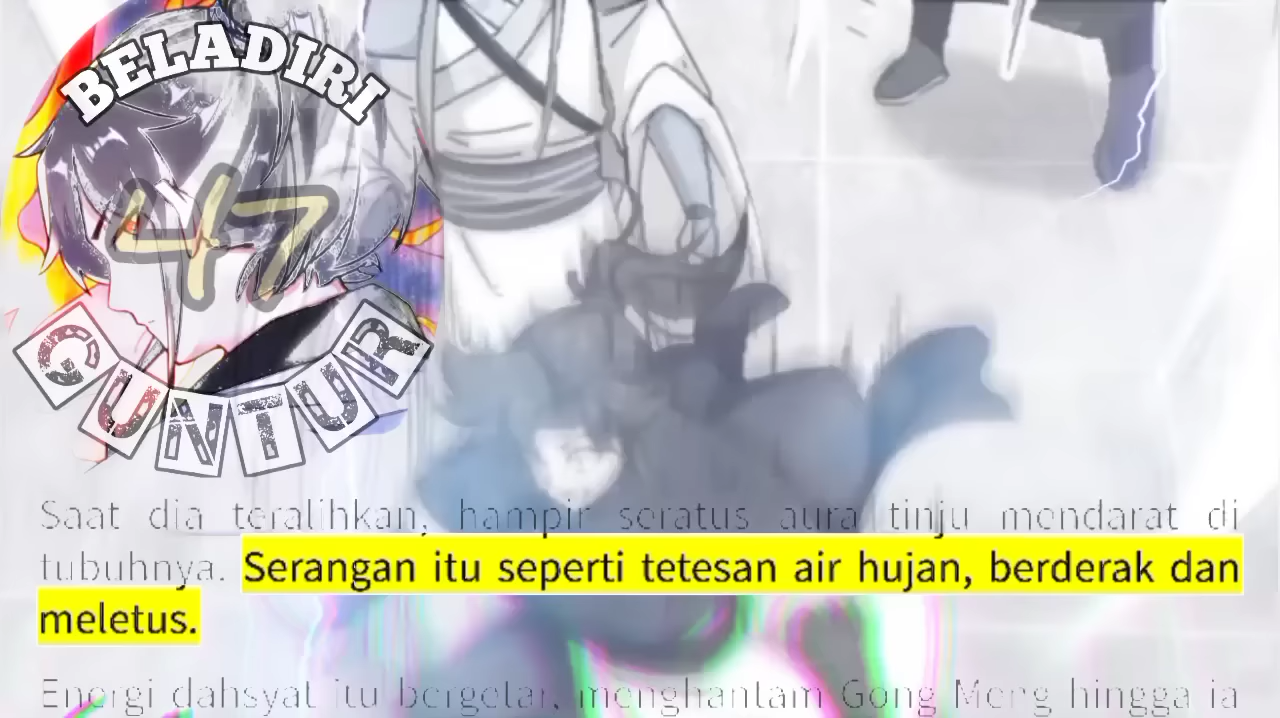 BELADIRI
47
GUNTUR
Saat dia teralihkan, hampir seratus aura tinju mendarat di
tubuhnya. Serangan itu seperti tetesan air hujan, berderak dan
meletus.
Energi dahsyat itu bergetar, menghantam Gong Meng hingga ia